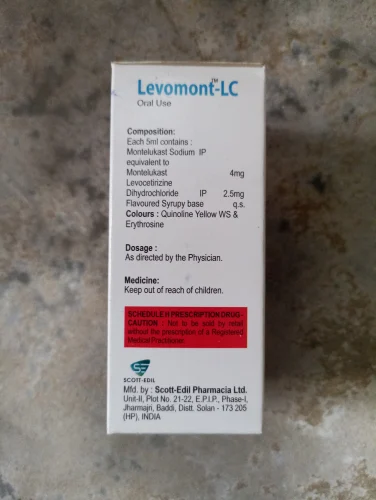 Levomont™-LC
Oral Use
Composition:
Each 5ml contains :
Montelukast Sodium IP
equivalent to
Montelukast 4mg
Levocetirizine
Dihydrochloride IP 2.5mg
Flavoured Syrupy base q.s.
Colours : Quinoline Yellow WS &
Erythrosine
Dosage :
As directed by the Physician.
Medicine:
Keep out of reach of children.
SCHEDULE H PRESCRIPTION DRUG-
CAUTION : Not to be sold by retail
without the prescription of a Registered
Medical Practitioner.
SE
SCOTT-EDIL
Mfd. by : Scott-Edil Pharmacia Ltd.
Unit-II, Plot No. 21-22, E.P.I.P., Phase-I,
Jharmajri, Baddi, Distt. Solan - 173 205
(HP), INDIA